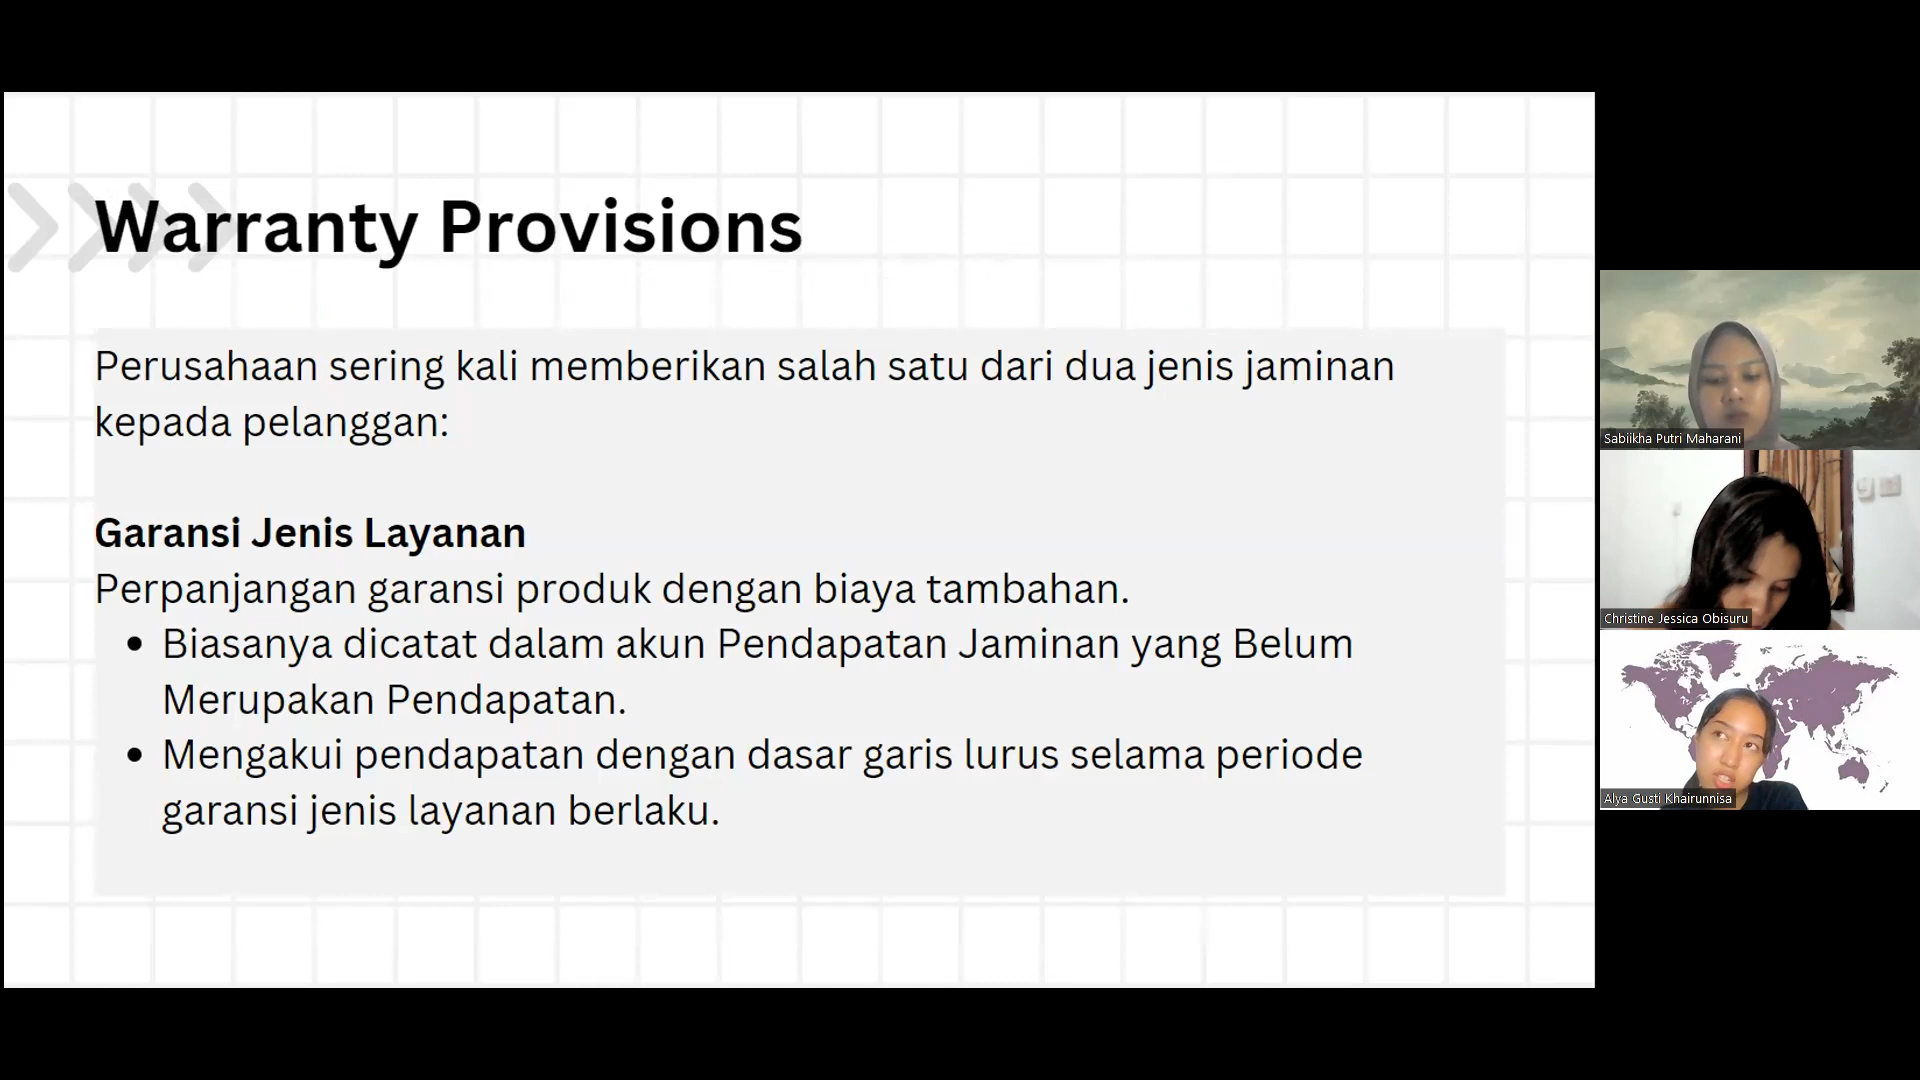 Warranty Provisions
Perusahaan sering kali memberikan salah satu dari dua jenis jaminan
kepada pelanggan:
Garansi Jenis Layanan
Perpanjangan garansi produk dengan biaya tambahan.
• Biasanya dicatat dalam akun Pendapatan Jaminan yang Belum
Merupakan Pendapatan.
• Mengakui pendapatan dengan dasar garis lurus selama periode
garansi jenis layanan berlaku.
Sabiikha Putri Maharani
Christine Jessica Obisuru
Alya Gusti Khairunnisa